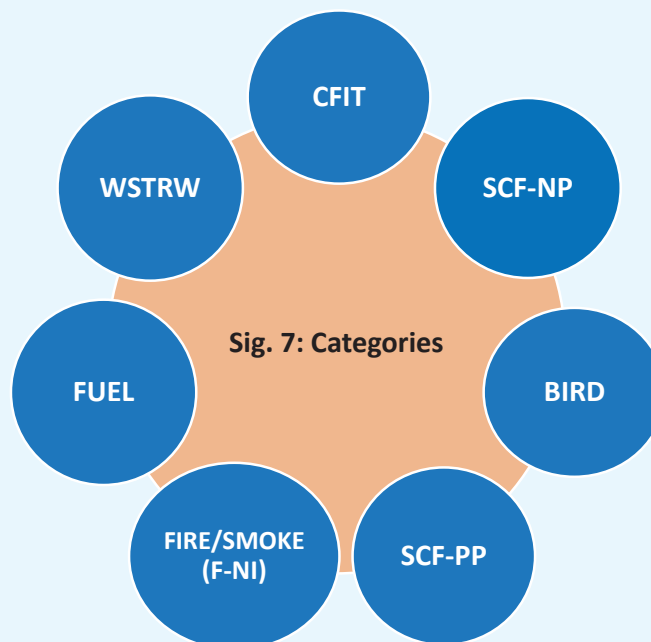 CFIT
WSTRW
SCF-NP
Sig. 7: Categories
FUEL
BIRD
FIRE/SMOKE
(F-NI)
SCF-PP